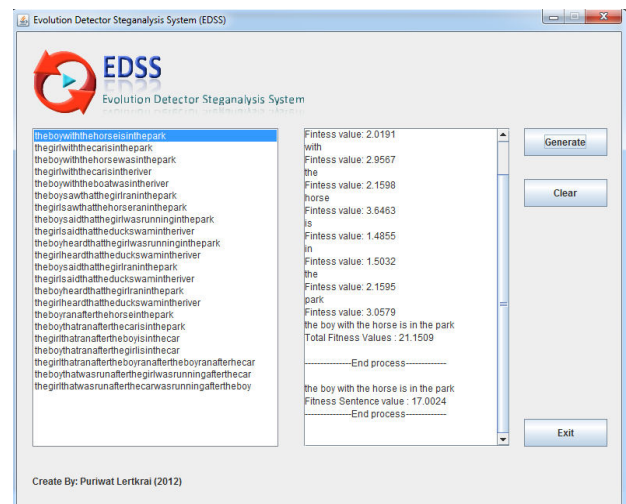 Evolution Detector Steganalysis System (EDSS)
EDSS
Evolution Detector Steganalysis System
theboywiththehorseisinthepark
thegirlwiththecarisinthepark
theboywiththehorsewasinthepark
thegirlwiththecarisintheriver
theboywiththeboatwasintheriver
theboysawthatthegirlraninthepark
thegirlsawthatthehorseraninthepark
theboysaidthatthegirlwasrunninginthepark
thegirlsaidthattheduckswamintheriver
theboyheardthatthegirlwasrunninginthepark
thegirlheardthattheduckswamintheriver
theboysaidthatthegirlraninthepark
thegirlsaidthattheduckswamintheriver
theboyheardthatthegirlraninthepark
thegirlheardthattheduckswamintheriver
theboyranafterthehorseinthepark
theboythatranafterthecarisinthepark
thegirlthatranaftertheboyisinthecar
theboythatranafterthegirlisinthecar
thegirlthatranaftertheboyranaftertheboyranafterhecar
theboythatwasrunafterthegirlwasrunningafterthecar
thegirlthatwasrunafterthecarwasrunningaftertheboy
Fintess value: 2.0191
with
Fintess value: 2.9567
the
Fintess value: 2.1598
horse
Fintess value: 3.6463
is
Fintess value: 1.4855
in
Fintess value: 1.5032
the
Fintess value: 2.1595
park
Fintess value: 3.0579
the boy with the horse is in the park
Total Fitness Values : 21.1509
---------------End process-------------
the boy with the horse is in the park
Fitness Sentence value : 17.0024
---------------End process-------------
Generate
Clear
Exit
Create By: Puriwat Lertkrai (2012)